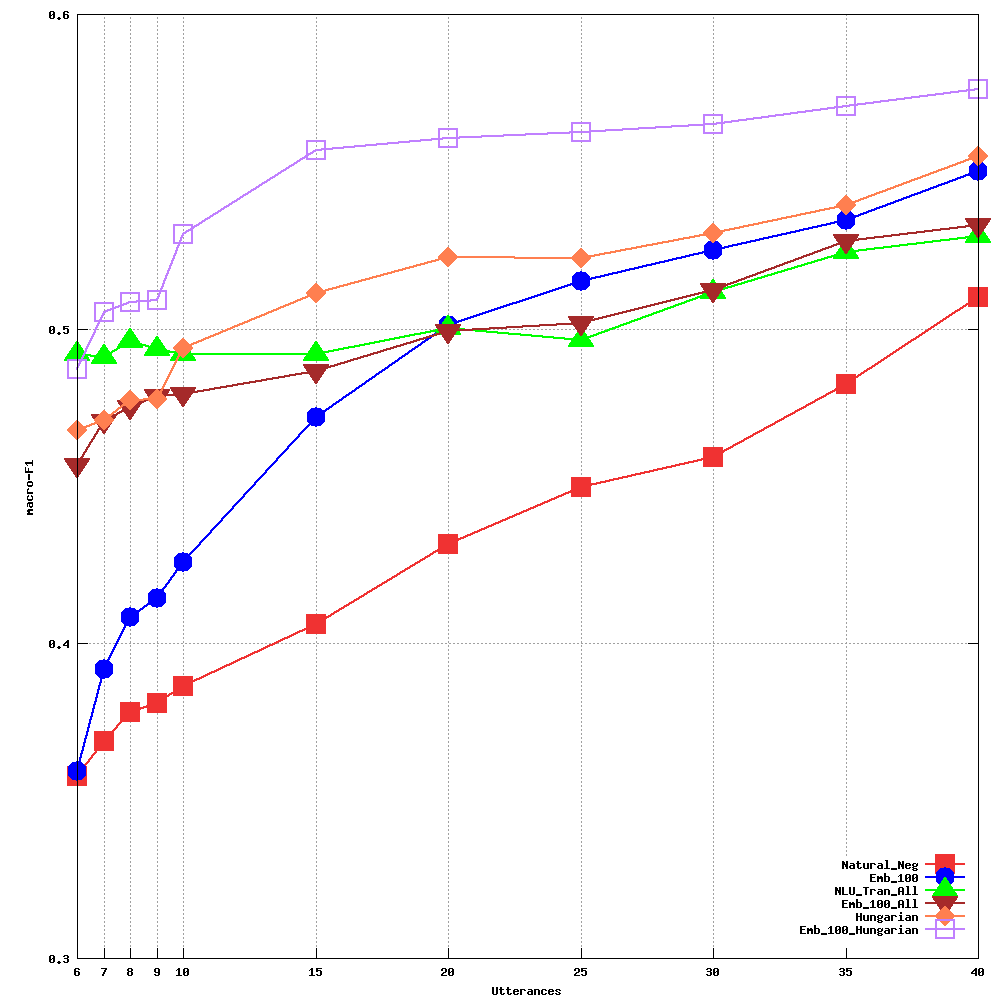 0.6
0.5
macro-F1
0.4
Natural_Neg
Emb_100
NLU_Tran_All
Emb_100_All
Hungarian
Emb_100_Hungarian
0.3
6 7 8 9 10 15 20 25 30 35 40
Utterances